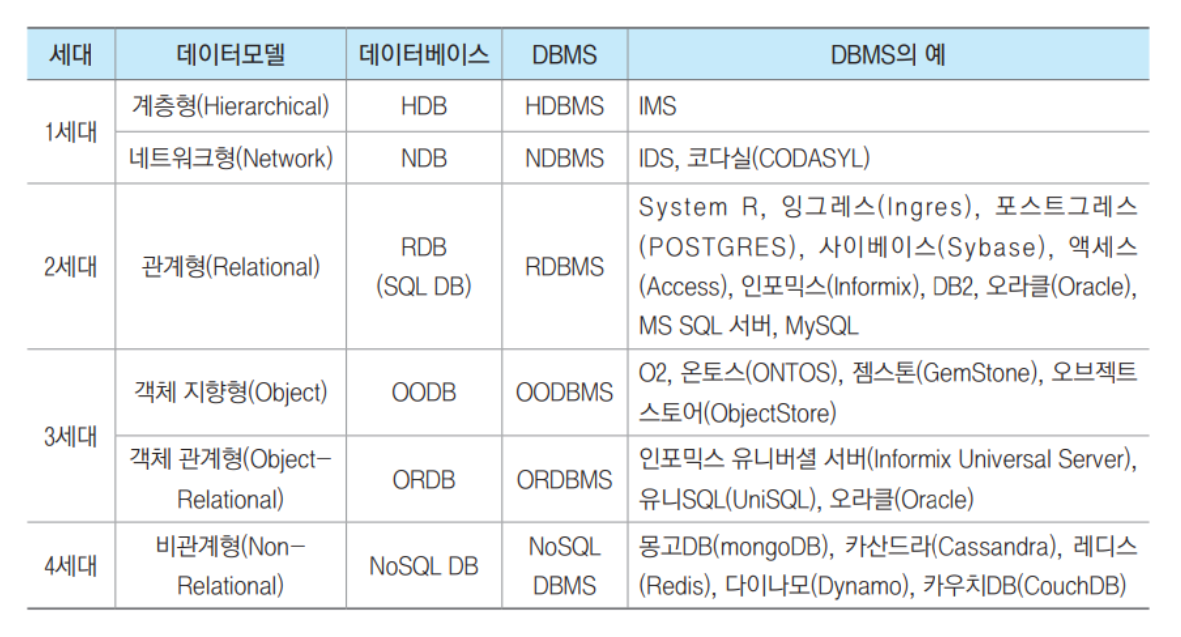 세대 데이터모델 데이터베이스 DBMS DBMS의 예
1세대
계층형(Hierarchical) HDB HDBMS IMS
네트워크형(Network) NDB NDBMS IDS, 코다실(CODASYL)
2세대
관계형(Relational)
RDB
(SQL DB)
RDBMS
System R, 잉그레스(Ingres), 포스트그레스
(POSTGRES), 사이베이스(Sybase), 액세스
(Access), 인포믹스(Informix), DB2, 오라클(Oracle),
MS SQL 서버, MySQL
3세대
객체 지향형(Object)
OODB
OODBMS
O2, 온토스(ONTOS), 젬스톤(GemStone), 오브젝트
스토어(ObjectStore)
객체 관계형(Object-
Relational)
ORDB
ORDBMS
인포믹스 유니버셜 서버(Informix Universal Server),
유니SQL(UniSQL), 오라클(Oracle)
4세대
비관계형(Non-
Relational)
NoSQL DB
NoSQL
DBMS
몽고DB(mongoDB), 카산드라(Cassandra), 레디스
(Redis), 다이나모(Dynamo), 카우치DB(CouchDB)